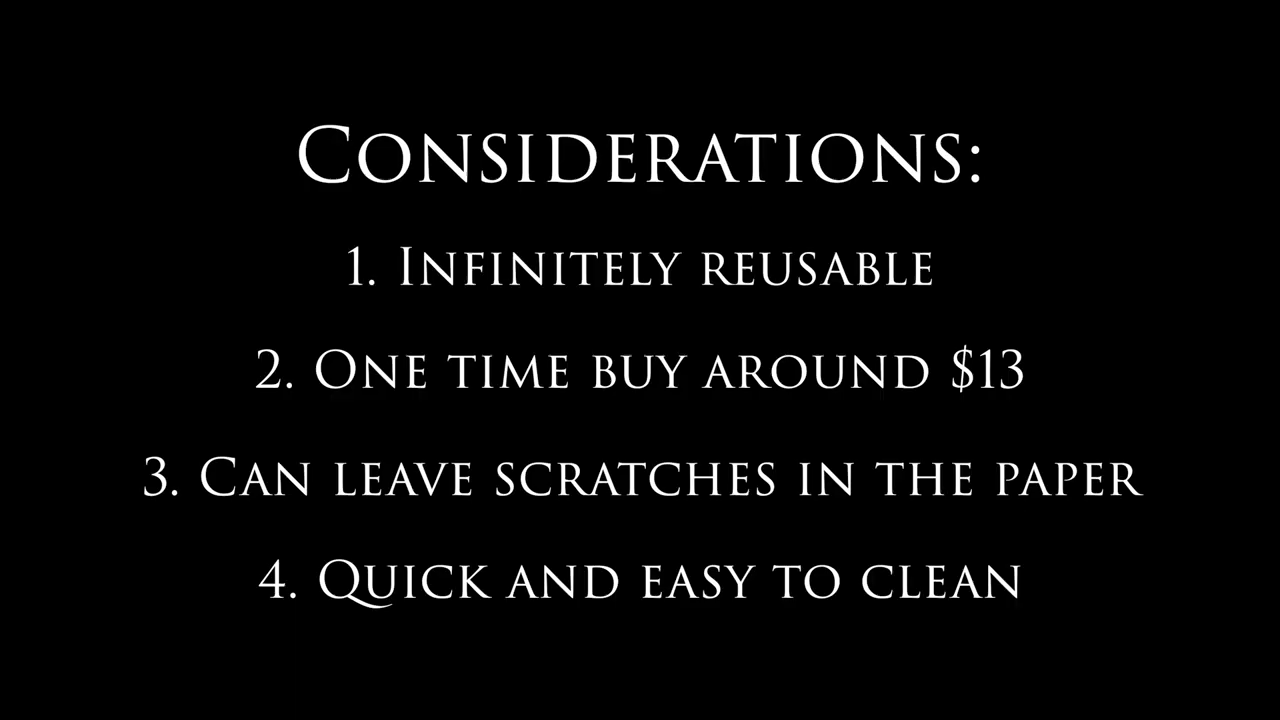 Considerations:
1. Infinitely reusable
2. One time buy around $13
3. Can leave scratches in the paper
4. Quick and easy to clean